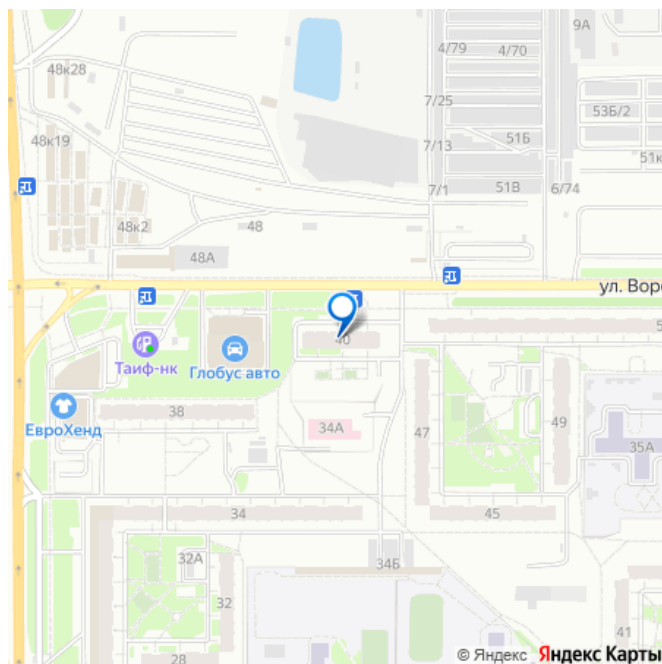 9А
4/79
4/70
48к28
7/25
53Б/2
48к19
7/13
51Б
51к
7/1
51В
6/74
48к2
48
48А
ул. Воро
5
40
Таиф-нк
Глобус авто
38
ЕвроХенд
34А
47
49
35А
34
45
32А
34Б
32
41
28
© Яндекс Яндекс Карты